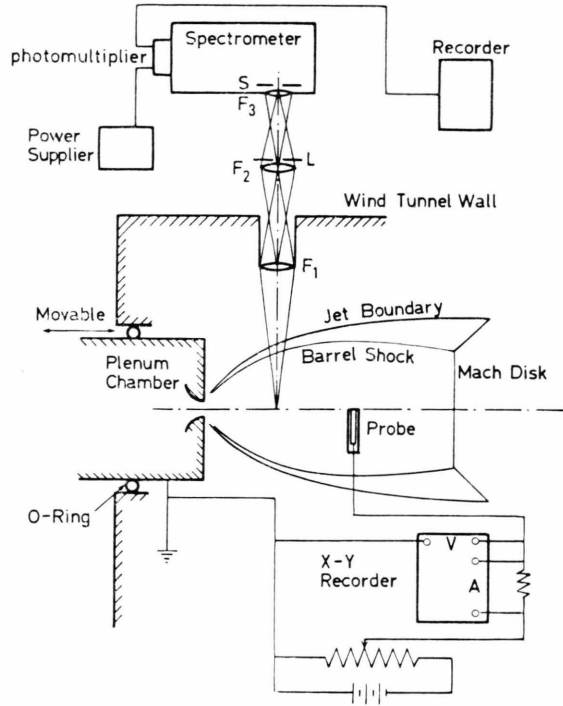 Spectrometer
photomultiplier
Recorder
S
F3
Power
Supplier
F2
L
Wind Tunnel Wall
F1
Movable
Jet Boundary
Barrel Shock
Plenum
Chamber
Mach Disk
Probe
O-Ring
X-Y
Recorder
V
A